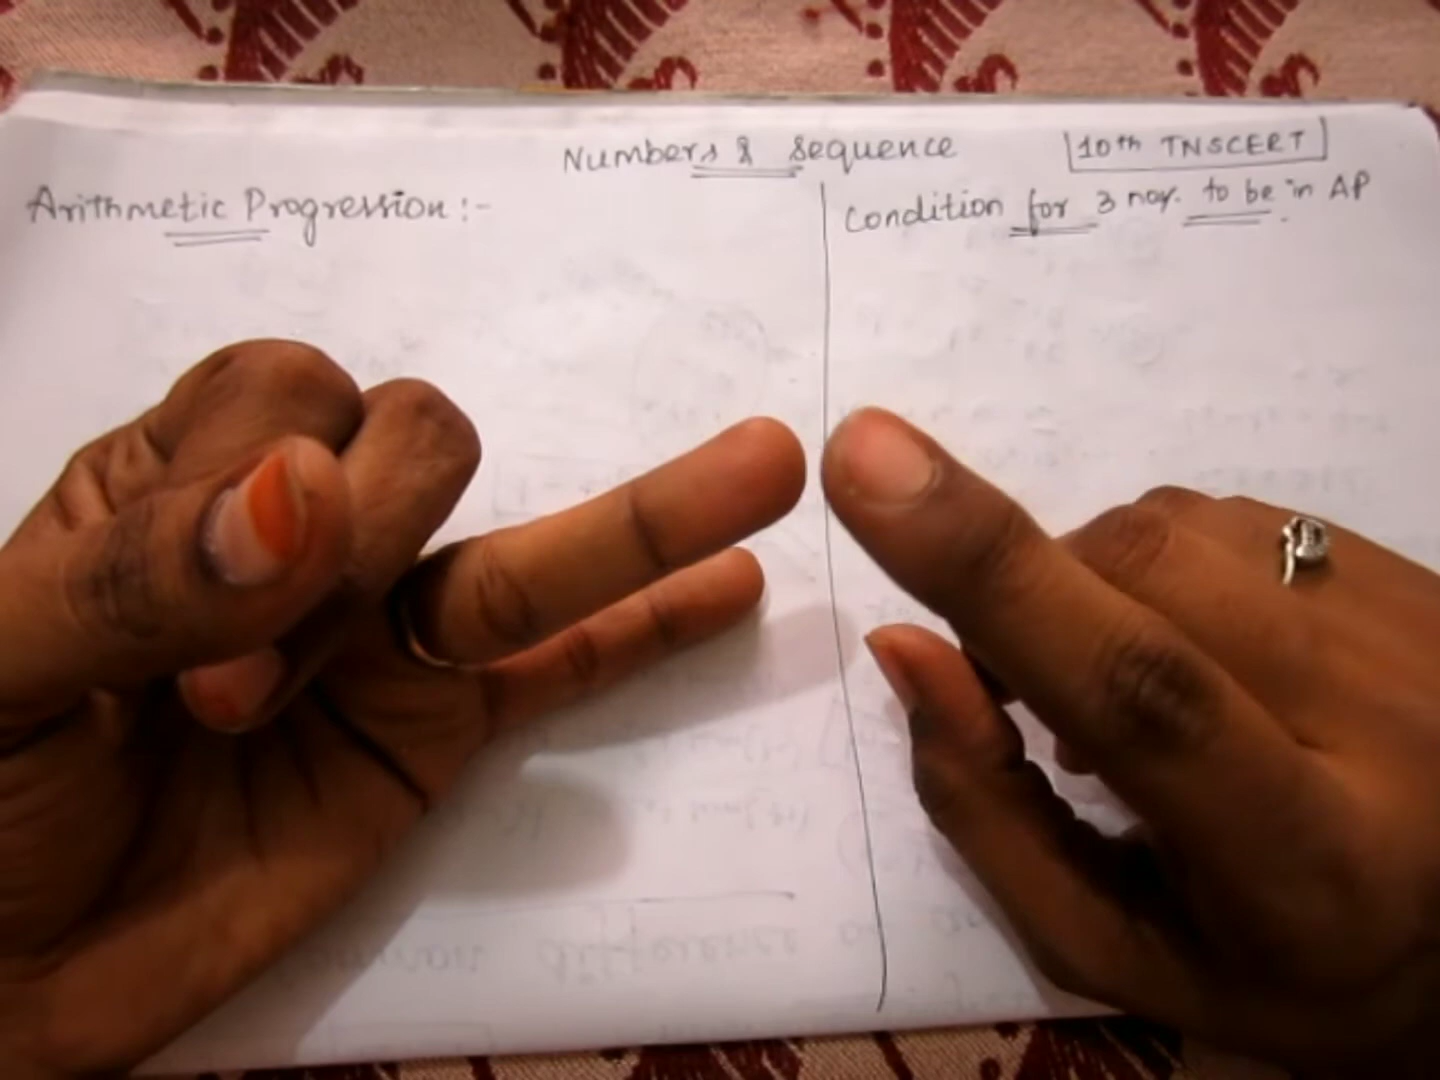 Numbers & sequence
10th TNSCERT
Arithmetic Progression :-
Condition for 3 nos. to be in AP